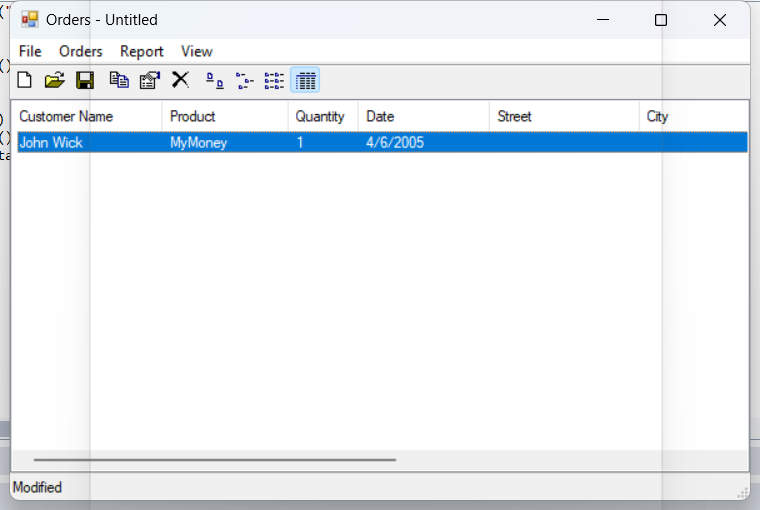 Orders - Untitled
File Orders Report View
Customer Name Product Quantity Date Street City
John Wick MyMoney 1 4/6/2005
Modified